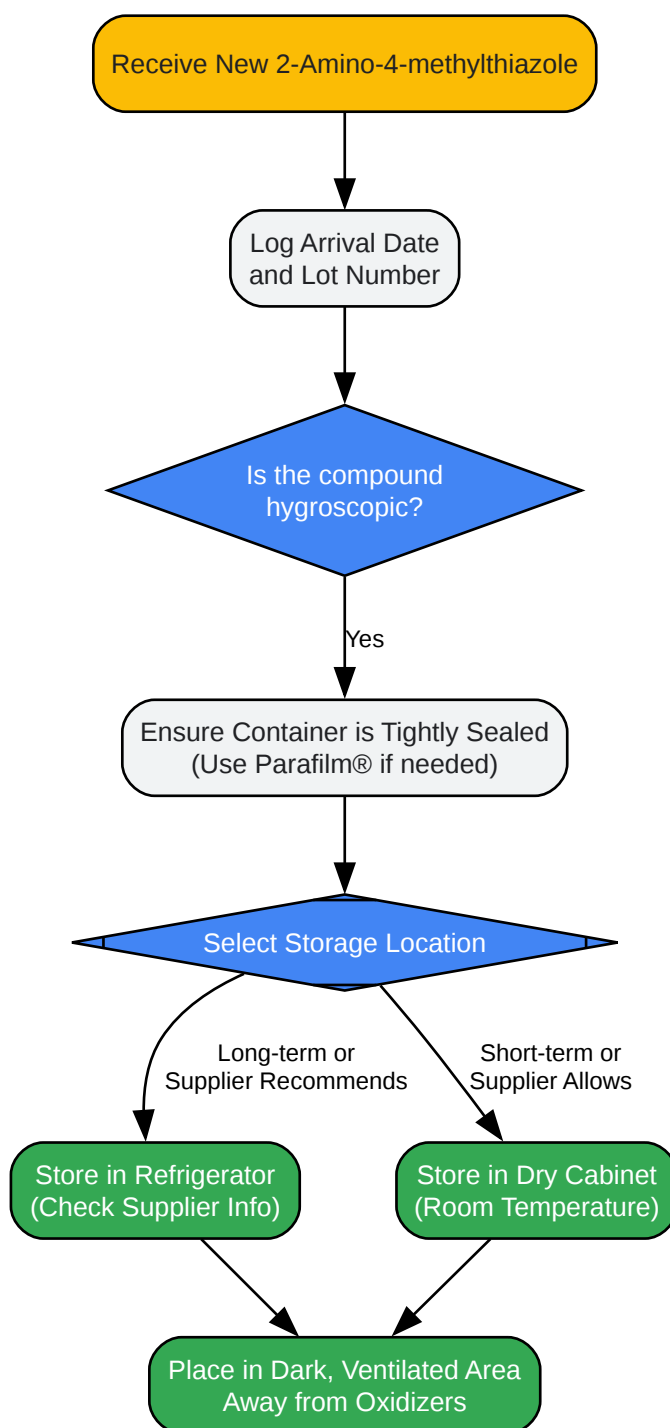 Receive New 2-Amino-4-methylthiazole
Log Arrival Date
and Lot Number
Is the compound
hygroscopic?
Yes
Ensure Container is Tightly Sealed
(Use Parafilm® if needed)
Select Storage Location
Long-term or
Supplier Recommends
Short-term or
Supplier Allows
Store in Refrigerator
(Check Supplier Info)
Store in Dry Cabinet
(Room Temperature)
Place in Dark, Ventilated Area
Away from Oxidizers